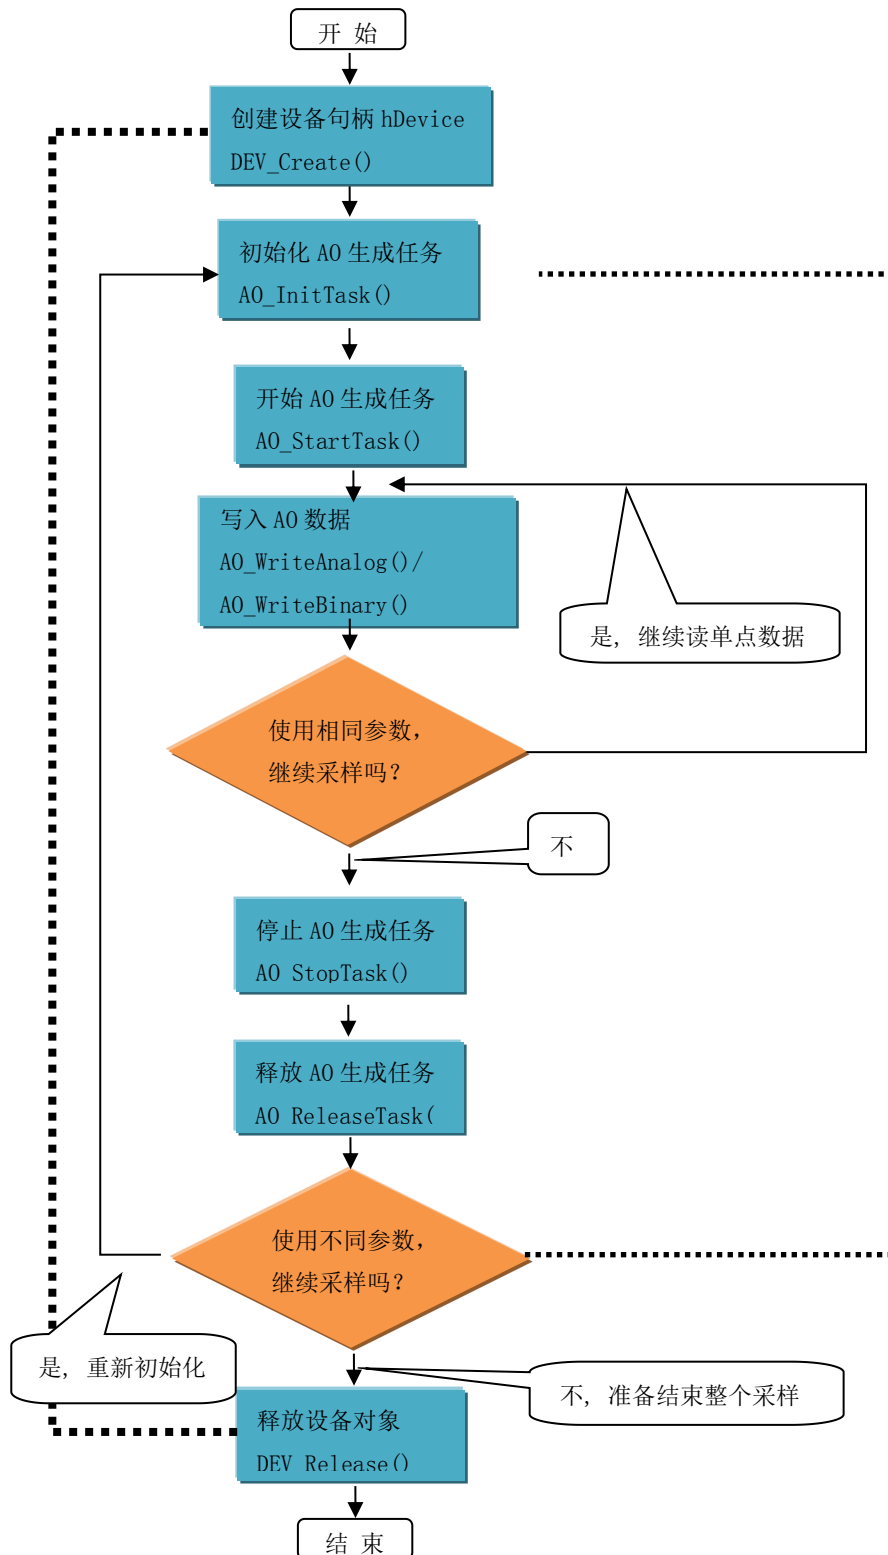 开 始
创建设备句柄 hDevice
DEV_Create()
初始化 AO 生成任务
AO_InitTask()
开始 AO 生成任务
AO_StartTask()
写入 AO 数据
AO_WriteAnalog()/
AO_WriteBinary()
是，继续读单点数据
使用相同参数，
继续采样吗？
不
停止 AO 生成任务
AO StopTask()
释放 AO 生成任务
AO ReleaseTask(
使用不同参数，
继续采样吗？
是，重新初始化
不，准备结束整个采样
释放设备对象
DEV Release()
结 束